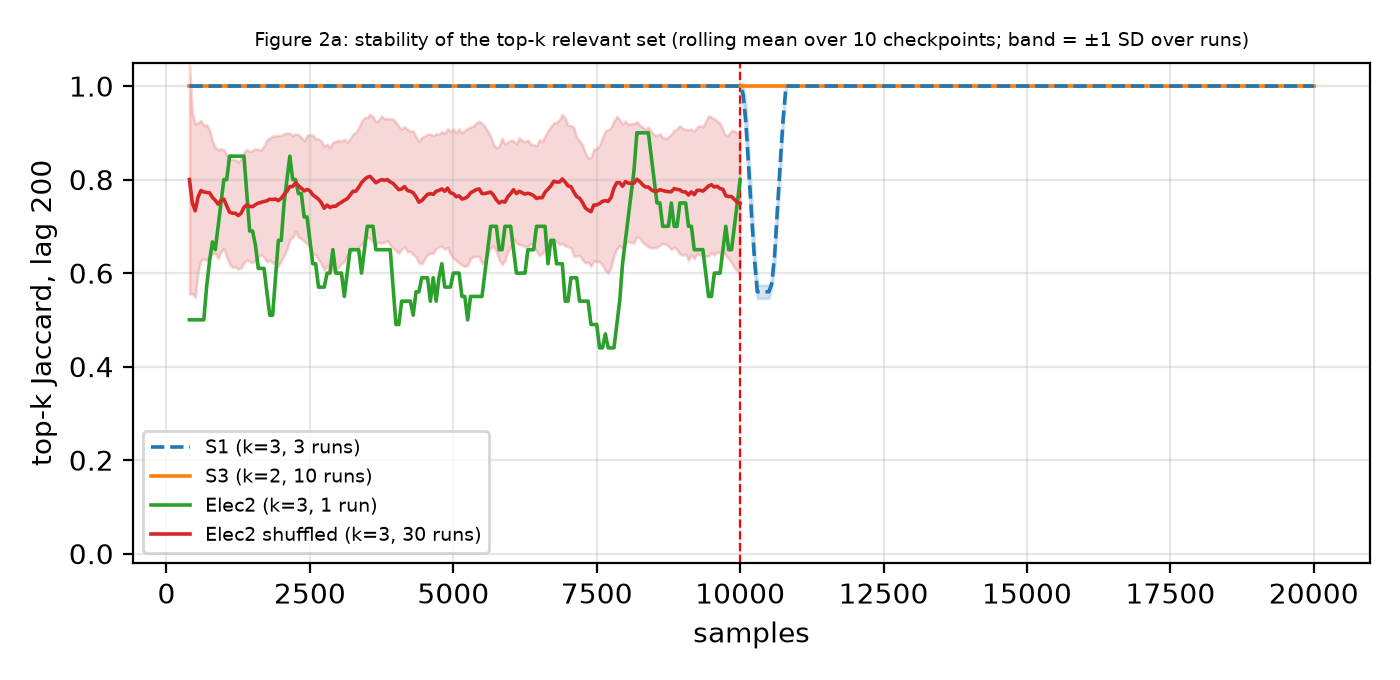 Figure 2a: stability of the top-k relevant set (rolling mean over 10 checkpoints; band = ±1 SD over runs)
top-k Jaccard, lag 200
1.0
0.8
0.6
0.4
0.2
0.0
S1 (k=3, 3 runs)
S3 (k=2, 10 runs)
Elec2 (k=3, 1 run)
Elec2 shuffled (k=3, 30 runs)
0 2500 5000 7500 10000 12500 15000 17500 20000
samples